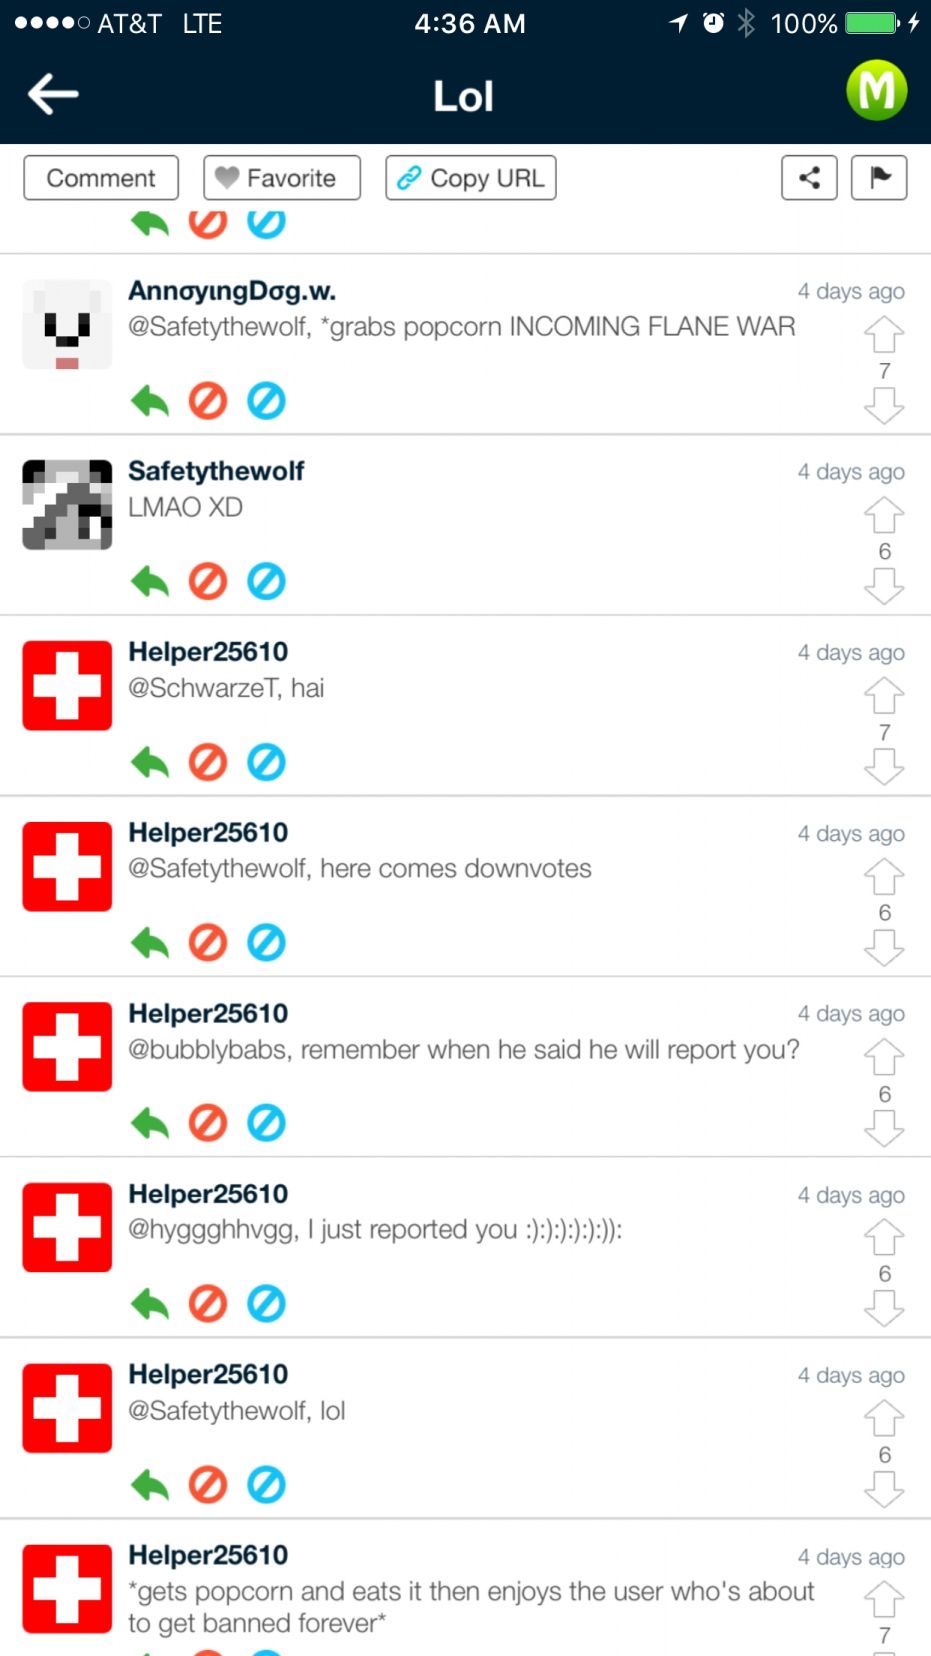 AT&T LTE 4:36 AM 100%
Lol M
Comment Favorite Copy URL
AnnσyιngDσg.w. 4 days ago
@Safetythewolf, *grabs popcorn INCOMING FLANE WAR
7
Safetythewolf 4 days ago
LMAO XD
6
Helper25610 4 days ago
@SchwarzeT, hai
7
Helper25610 4 days ago
@Safetythewolf, here comes downvotes
6
Helper25610 4 days ago
@bubblybabs, remember when he said he will report you?
6
Helper25610 4 days ago
@hyggghhvgg, I just reported you :):):):):):)):
6
Helper25610 4 days ago
@Safetythewolf, lol
6
Helper25610 4 days ago
*gets popcorn and eats it then enjoys the user who's about
to get banned forever*
7